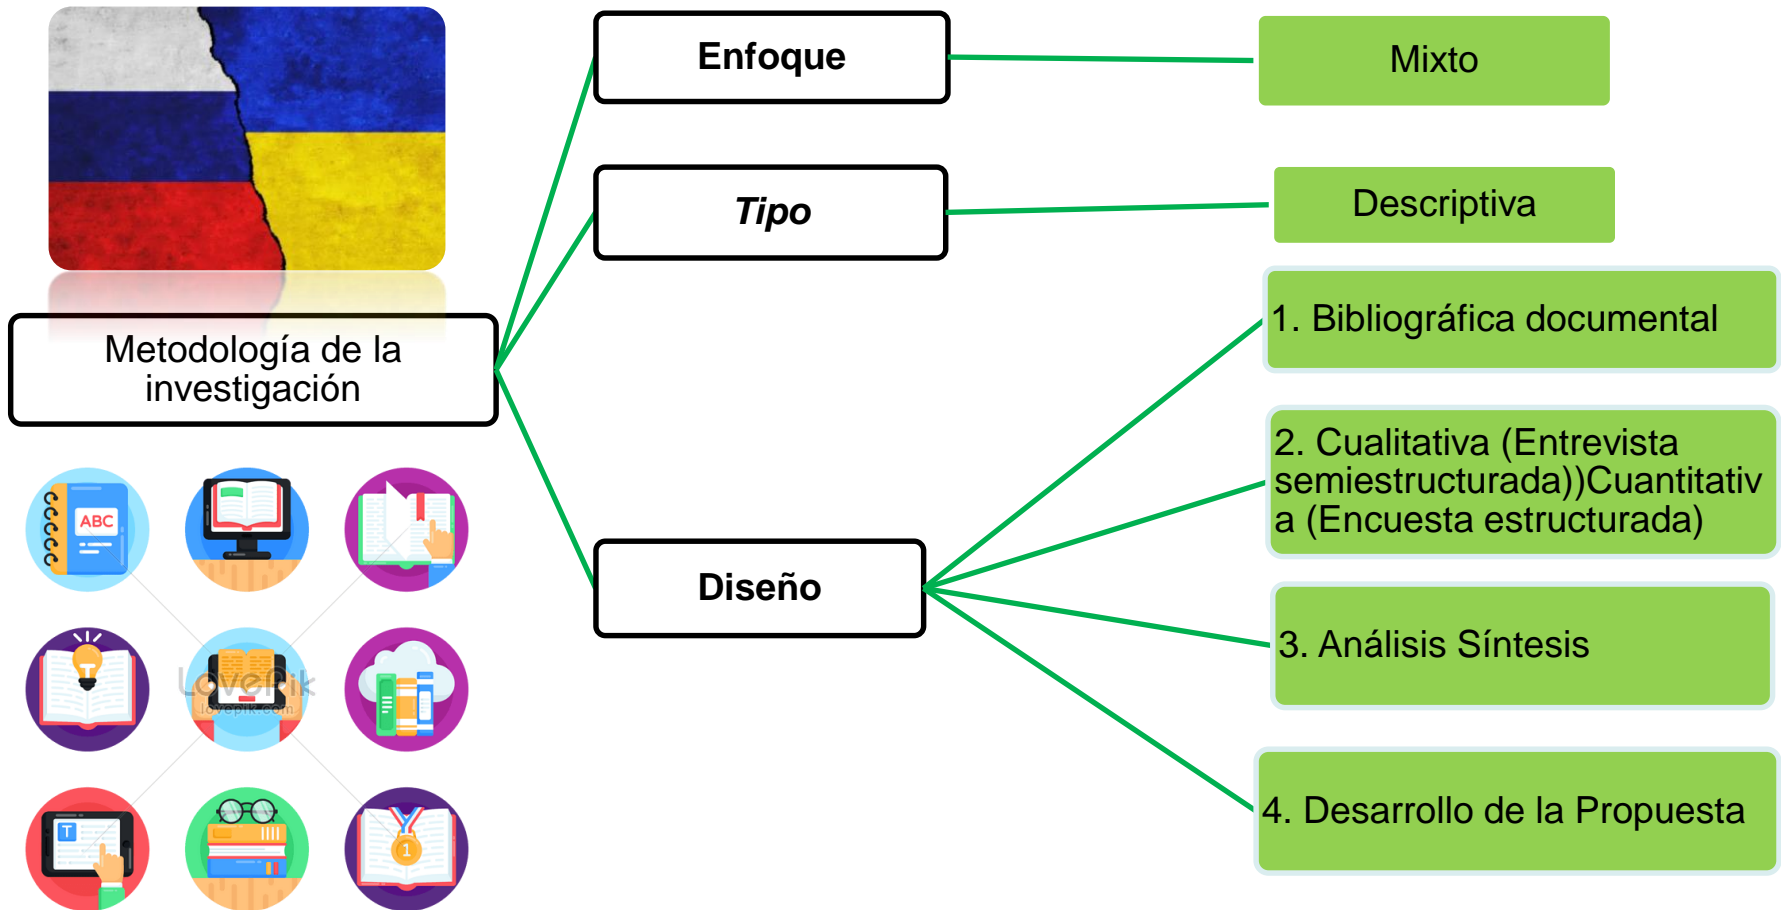 Enfoque
Mixto
Tipo
Descriptiva
Metodología de la
investigación
1. Bibliográfica documental
2. Cualitativa (Entrevista
semiestructurada))Cuantitativ
a (Encuesta estructurada)
Diseño
3. Análisis Síntesis
4. Desarrollo de la Propuesta
ABC
T
LovePik
lovepik.com
T
1